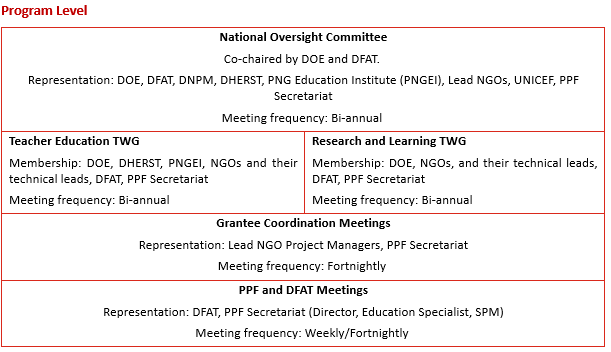 Program Level
National Oversight Committee
Co-chaired by DOE and DFAT.
Representation: DOE, DFAT, DNPM, DHERST, PNG Education Institute (PNGEI), Lead NGOs, UNICEF, PPF
Secretariat
Meeting frequency: Bi-annual
Teacher Education TWG
Membership: DOE, DHERST, PNGEI, NGOs and their
technical leads, DFAT, PPF Secretariat
Meeting frequency: Bi-annual
Research and Learning TWG
Membership: DOE, NGOs, and their technical leads,
DFAT, PPF Secretariat
Meeting frequency: Bi-annual
Grantee Coordination Meetings
Representation: Lead NGO Project Managers, PPF Secretariat
Meeting frequency: Fortnightly
PPF and DFAT Meetings
Representation: DFAT, PPF Secretariat (Director, Education Specialist, SPM)
Meeting frequency: Weekly/Fortnightly